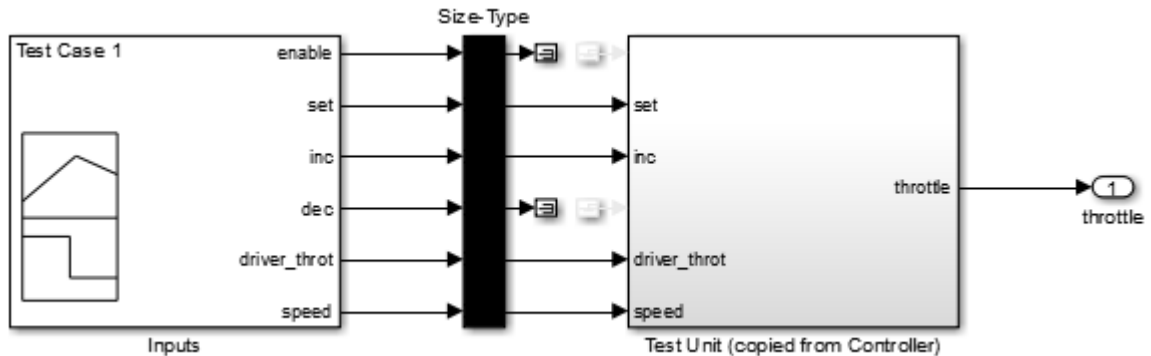 Size-Type
Test Case 1
enable
set
set
inc
inc
dec
throttle
1
throttle
driver_throt
driver_throt
speed
speed
Inputs
Test Unit (copied from Controller)